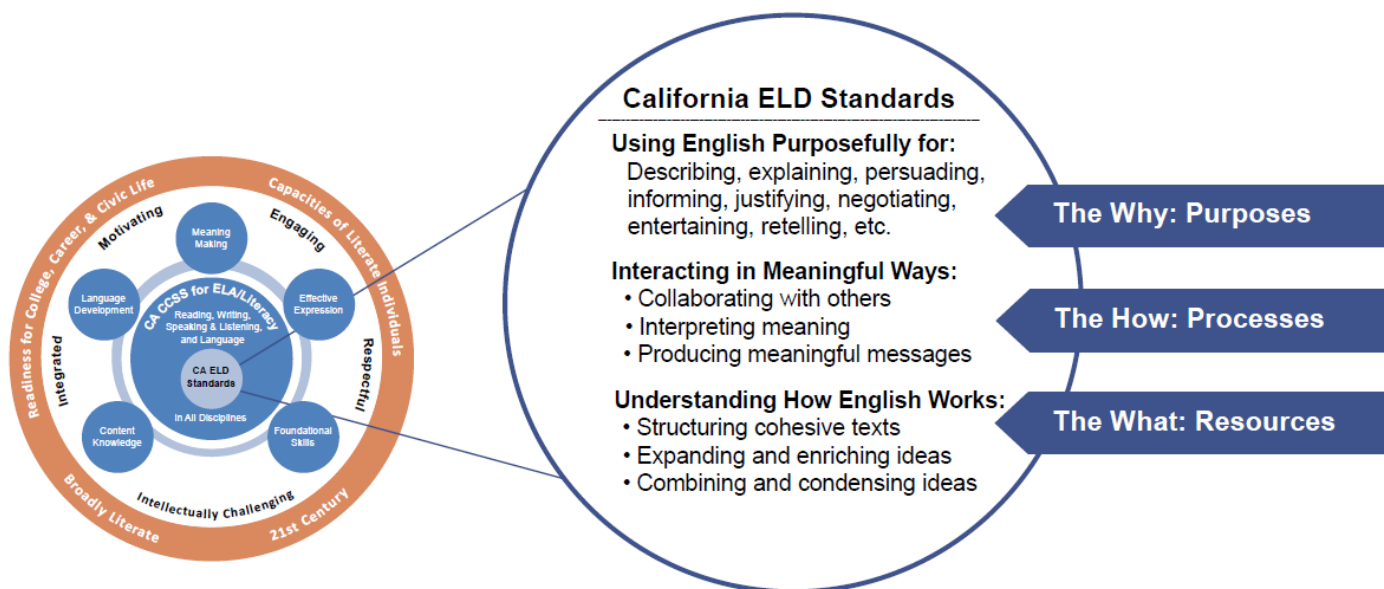 Readiness for College, Career, & Civic Life
Capacities of Literate Individuals
Broadly Literate
21st Century
Motivating
Engaging
Integrated
Respectful
Intellectually Challenging
Meaning
Making
Language
Development
Effective
Expression
Content
Knowledge
Foundational
Skills
CA CCSS for ELA/Literacy
Reading, Writing,
Speaking & Listening,
and Language
CA ELD
Standards
in All Disciplines
California ELD Standards
Using English Purposefully for:
Describing, explaining, persuading,
informing, justifying, negotiating,
entertaining, retelling, etc.
Interacting in Meaningful Ways:
• Collaborating with others
• Interpreting meaning
• Producing meaningful messages
Understanding How English Works:
• Structuring cohesive texts
• Expanding and enriching ideas
• Combining and condensing ideas
The Why: Purposes
The How: Processes
The What: Resources